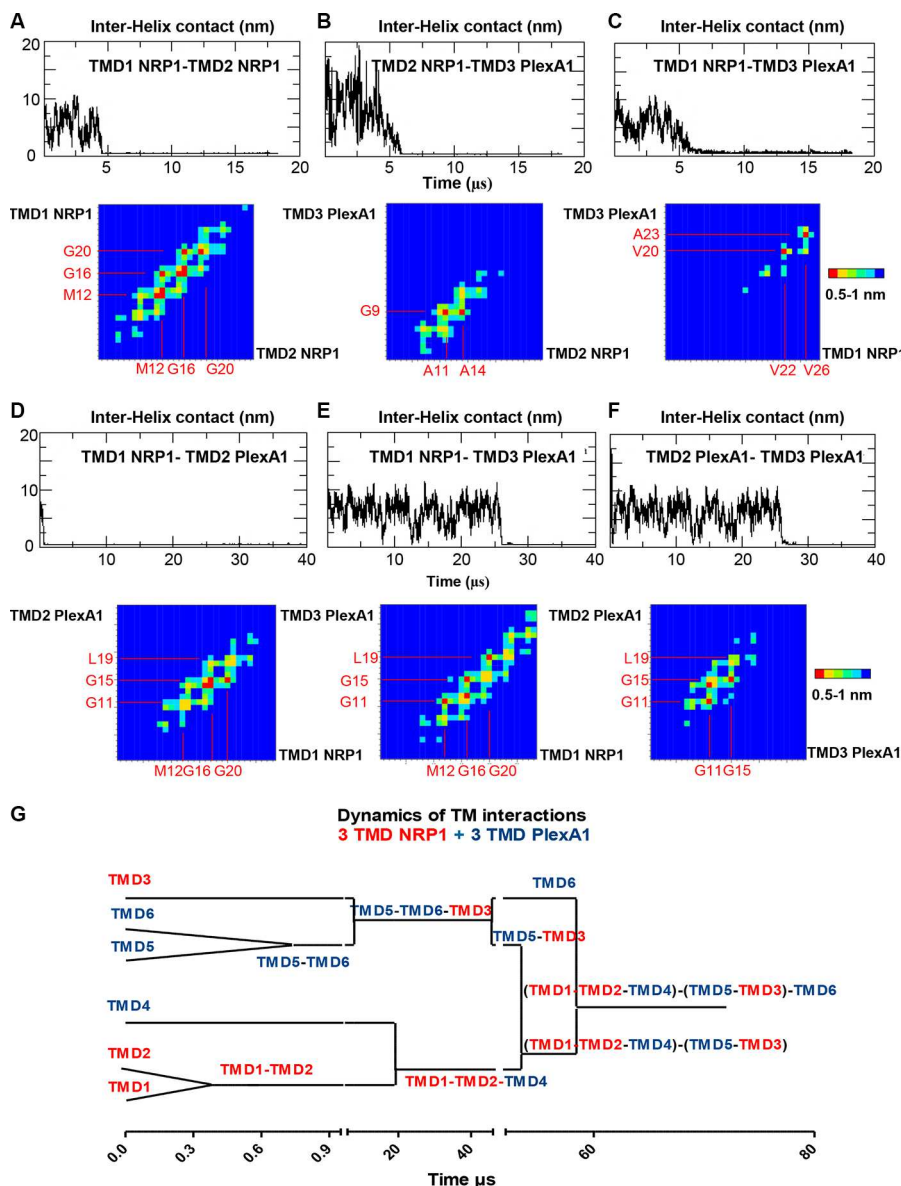 A
Inter-Helix contact (nm)
TMD1 NRP1-TMD2 NRP1
20
10
0
5
10
15
20
B
Inter-Helix contact (nm)
TMD2 NRP1-TMD3 PlexA1
0
5
10
15
20
Time (µs)
C
Inter-Helix contact (nm)
TMD1 NRP1-TMD3 PlexA1
0
5
10
15
20
TMD1 NRP1
G20
G16
M12
M12 G16 G20
TMD2 NRP1
TMD3 PlexA1
G9
A11 A14
TMD2 NRP1
TMD3 PlexA1
A23
V20
V22 V26
TMD1 NRP1
0.5-1 nm
D
Inter-Helix contact (nm)
TMD1 NRP1- TMD2 PlexA1
20
10
0
10
20
30
40
E
Inter-Helix contact (nm)
TMD1 NRP1- TMD3 PlexA1
10
20
30
40
Time (µs)
F
Inter-Helix contact (nm)
TMD2 PlexA1- TMD3 PlexA1
0
10
20
30
40
TMD2 PlexA1
L19
G15
G11
M12G16 G20
TMD1 NRP1
TMD3 PlexA1
L19
G15
G11
M12 G16 G20
TMD1 NRP1
TMD2 PlexA1
L19
G15
G11
G11G15
TMD3 PlexA1
0.5-1 nm
G
Dynamics of TM interactions
3 TMD NRP1 + 3 TMD PlexA1
TMD3
TMD6
TMD5
TMD5-TMD6
TMD5-TMD6-TMD3
TMD6
TMD5-TMD3
(TMD1-TMD2-TMD4)-(TMD5-TMD3)-TMD6
TMD4
TMD2
TMD1
TMD1-TMD2
TMD1-TMD2-TMD4
(TMD1-TMD2-TMD4)-(TMD5-TMD3)
0.0
0.3
0.6
0.9
20
40
60
80
Time µs